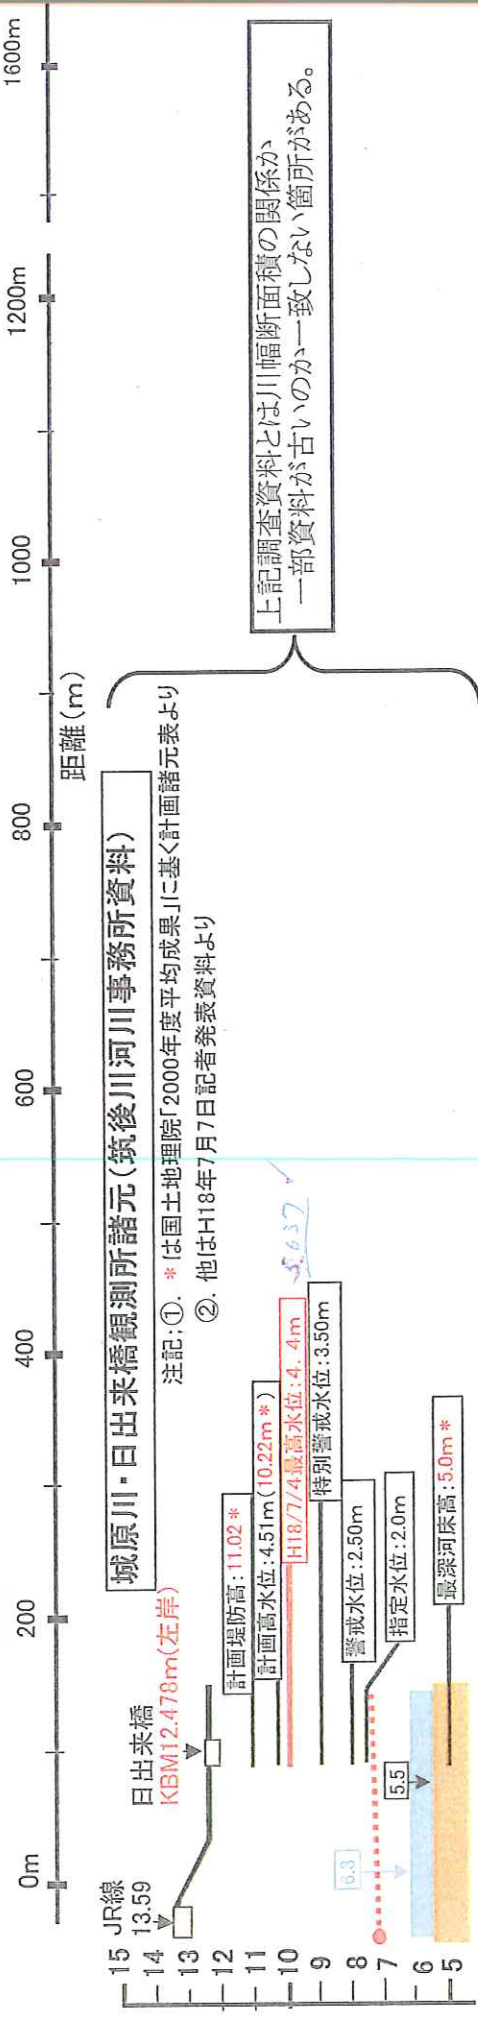 0m
200
400
600
800
1000
1200m
1600m
距離(m)
城原川・日出来橋観測所諸元(筑後川河川事務所資料)
注記;①. *は国土地理院「2000年度平均成果」に基く計画諸元表より
②. 他はH18年7月7日記者発表資料より
上記調査資料とは川幅断面積の関係か
一部資料が古いのか一致しない箇所がある。
JR線
13.59
日出来橋
KBM12.478m(左岸)
計画堤防高:11.02*
計画高水位:4.51m(10.22m*)
H18/7/4最高水位:4.4m
特別警戒水位:3.50m
警戒水位:2.50m
指定水位:2.0m
最深河床高:5.0m*
6.3
5.5
15
14
13
12
11
10
9
8
7
6
5